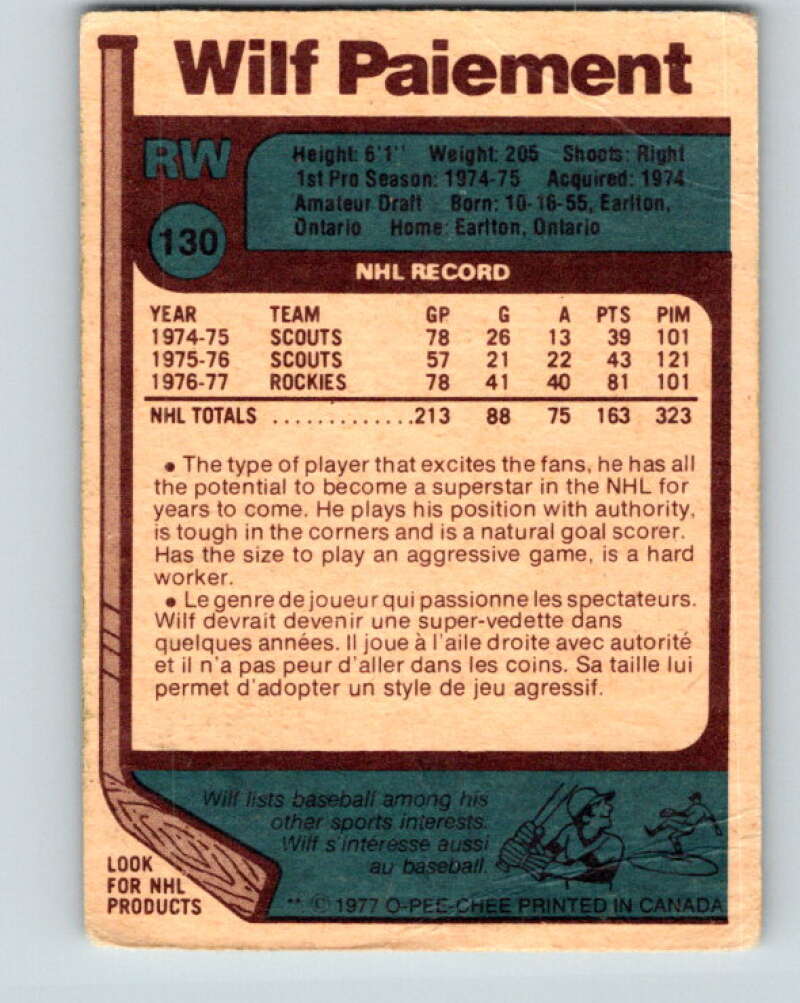 Wilf Paiement
RW
130
Height: 6'1" Weight: 205 Shoots: Right
1st Pro Season: 1974-75 Acquired: 1974
Amateur Draft Born: 10-16-55, Earlton,
Ontario Home: Earlton, Ontario
NHL RECORD
YEAR TEAM GP G A PTS PIM
1974-75 SCOUTS 78 26 13 39 101
1975-76 SCOUTS 57 21 22 43 121
1976-77 ROCKIES 78 41 40 81 101
NHL TOTALS .............213 88 75 163 323
• The type of player that excites the fans, he has all
the potential to become a superstar in the NHL for
years to come. He plays his position with authority,
is tough in the corners and is a natural goal scorer.
Has the size to play an aggressive game, is a hard
worker.
• Le genre de joueur qui passionne les spectateurs.
Wilf devrait devenir une super-vedette dans
quelques années. Il joue à l'aile droite avec autorité
et il n'a pas peur d'aller dans les coins. Sa taille lui
permet d'adopter un style de jeu agressif.
Wilf lists baseball among his
other sports interests.
Wilf s'intéresse aussi
au baseball.
LOOK
FOR NHL
PRODUCTS
** © 1977 O-PEE-CHEE PRINTED IN CANADA